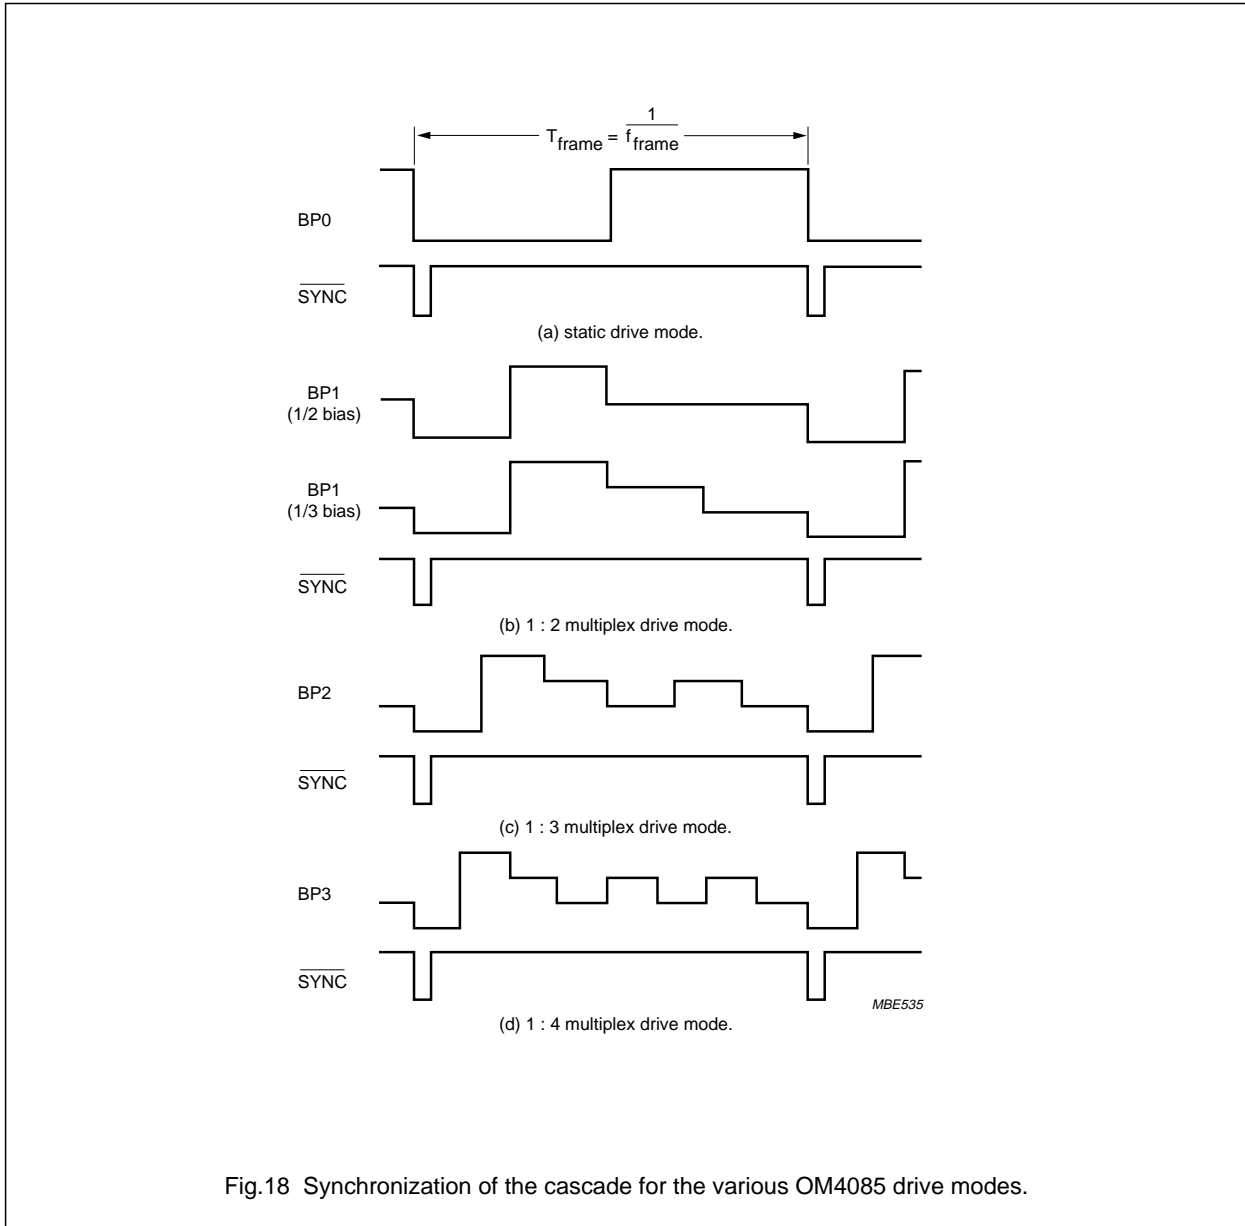 T frame = 1 / f frame
BP0
SYNC
(a) static drive mode.
BP1
(1/2 bias)
BP1
(1/3 bias)
SYNC
(b) 1 : 2 multiplex drive mode.
BP2
SYNC
(c) 1 : 3 multiplex drive mode.
BP3
SYNC
MBE535
(d) 1 : 4 multiplex drive mode.
Fig.18 Synchronization of the cascade for the various OM4085 drive modes.